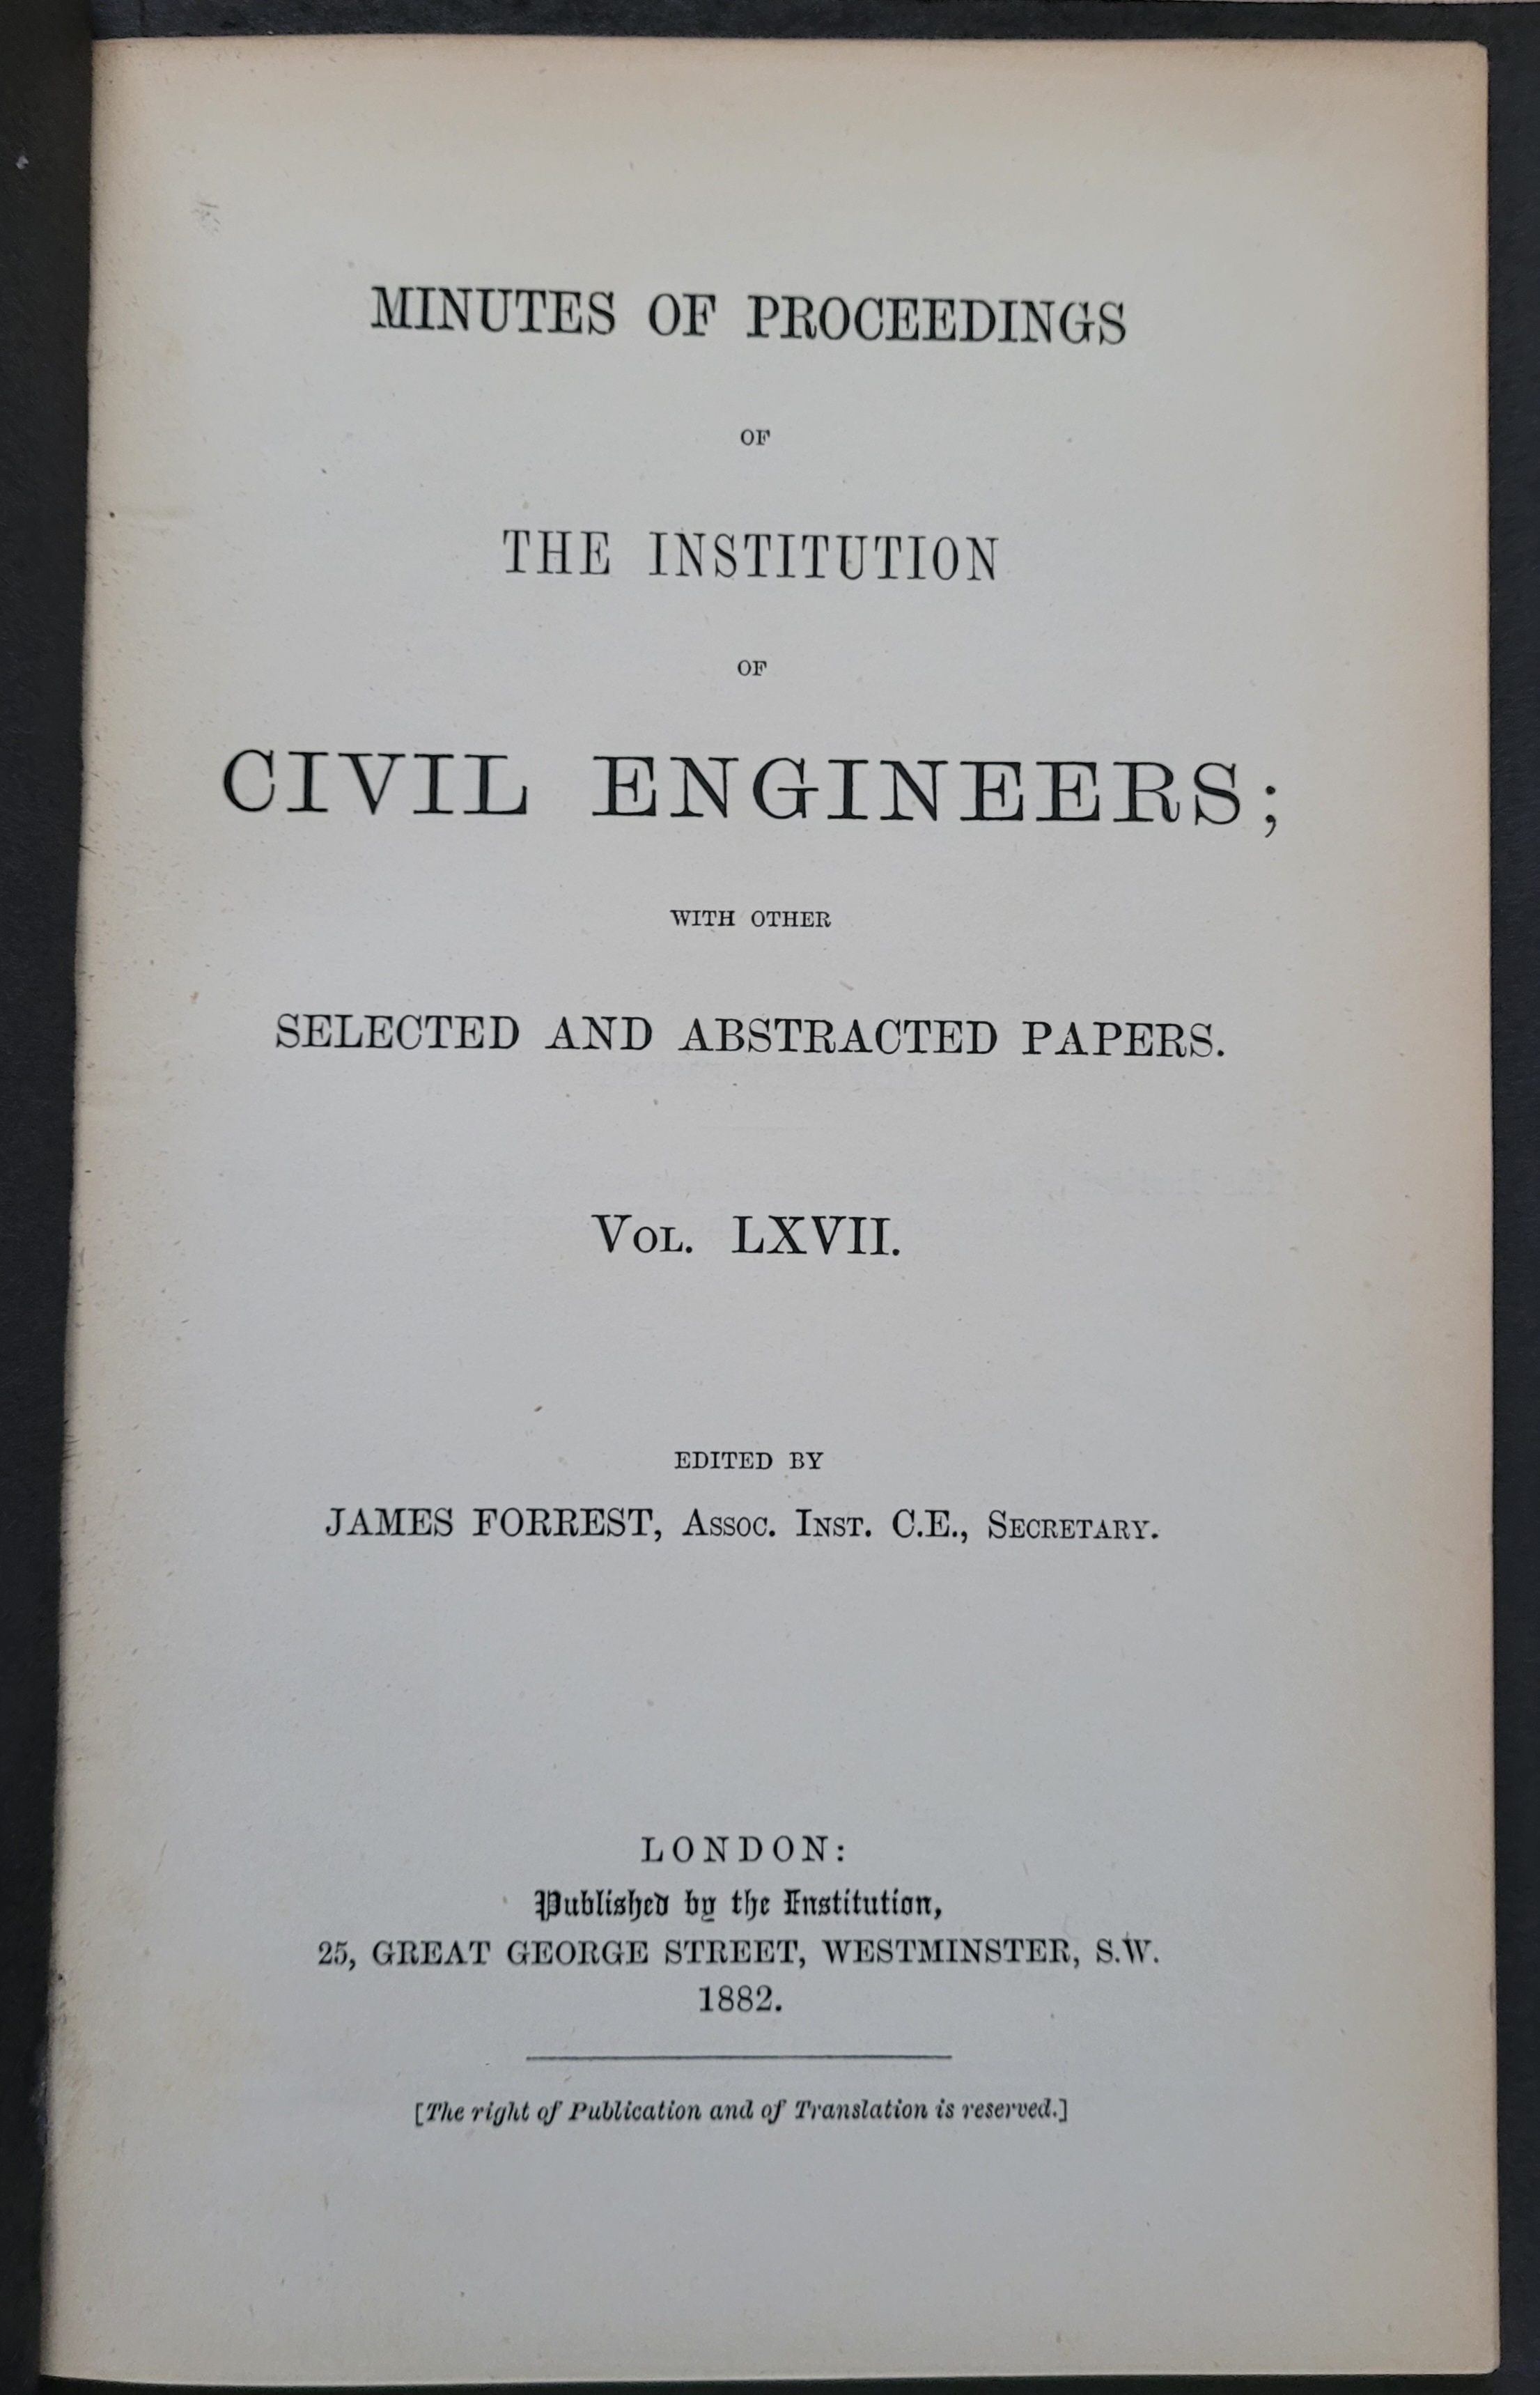 MINUTES OF PROCEEDINGS
OF
THE INSTITUTION
OF
CIVIL ENGINEERS;
WITH OTHER
SELECTED AND ABSTRACTED PAPERS.
VOL. LXVII.
EDITED BY
JAMES FORREST, ASSOC. INST. C.E., SECRETARY.
LONDON:
Published by the Institution,
25, GREAT GEORGE STREET, WESTMINSTER, S.W.
1882.
[The right of Publication and of Translation is reserved.]